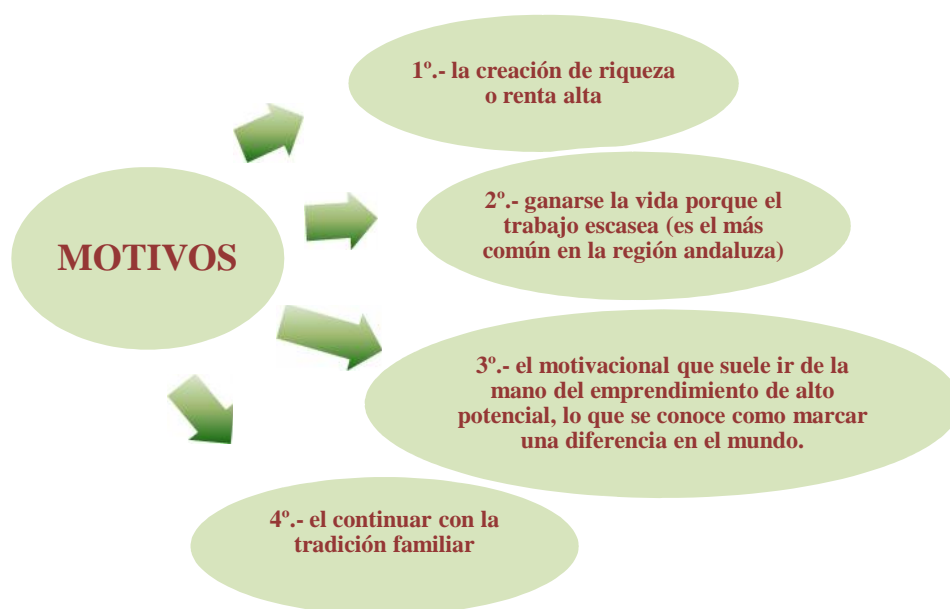 1º.- la creación de riqueza
o renta alta
2º.- ganarse la vida porque el
trabajo escasea (es el más
común en la región andaluza)
MOTIVOS
3º.- el motivacional que suele ir de la
mano del emprendimiento de alto
potencial, lo que se conoce como marcar
una diferencia en el mundo.
4º.- el continuar con la
tradición familiar